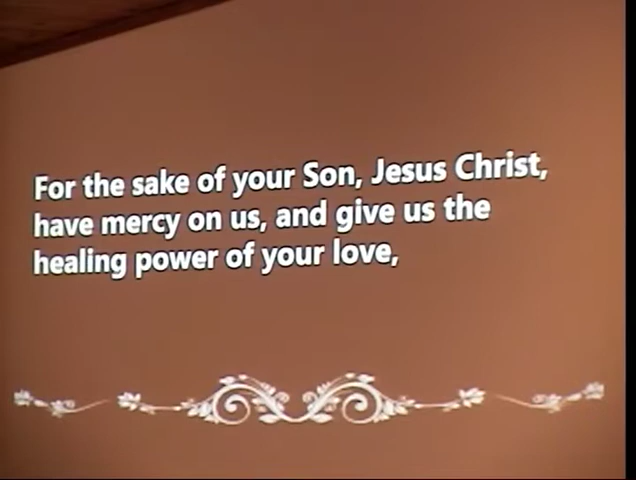 For the sake of your Son, Jesus Christ,
have mercy on us, and give us the
healing power of your love,